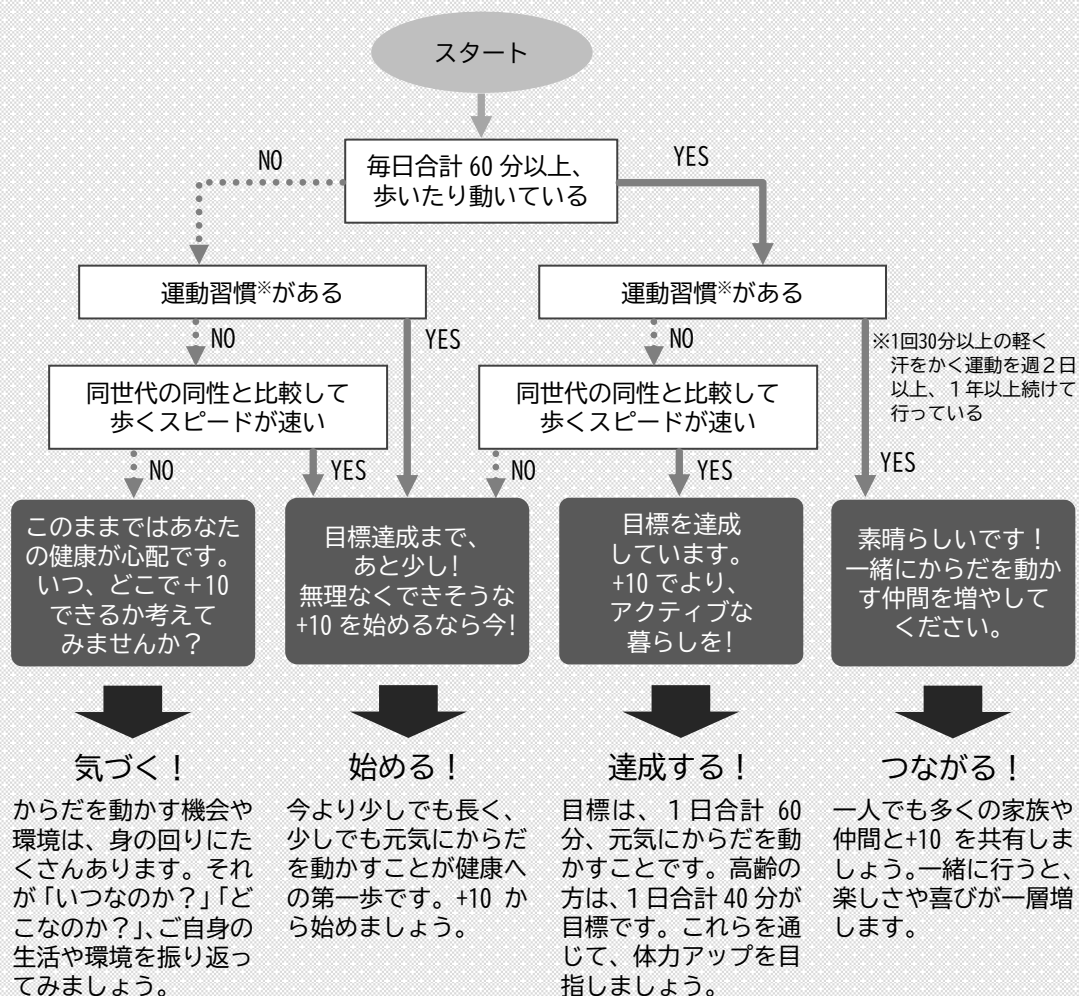 スタート
NO
毎日合計 60 分以上、
歩いたり動いている
YES
運動習慣※がある
運動習慣※がある
NO
YES
NO
※1回30分以上の軽く
汗をかく運動を週２日
以上、１年以上続けて
行っている
同世代の同性と比較して
歩くスピードが速い
同世代の同性と比較して
歩くスピードが速い
NO
YES
NO
YES
YES
このままではあなた
の健康が心配です。
いつ、どこで＋10
できるか考えて
みませんか？
目標達成まで、
あと少し!
無理なくできそうな
+10 を始めるなら今!
目標を達成
しています。
+10 でより、
アクティブな
暮らしを!
素晴らしいです！
一緒にからだを動か
す仲間を増やして
ください。
気づく！
からだを動かす機会や
環境は、身の回りにた
くさんあります。それ
が「いつなのか？」「ど
こなのか？」、ご自身の
生活や環境を振り返っ
てみましょう。
始める！
今より少しでも長く、
少しでも元気にからだ
を動かすことが健康へ
の第一歩です。+10 か
ら始めましょう。
達成する！
目標は、１日合計 60
分、元気にからだを動
かすことです。高齢の
方は、１日合計 40 分が
目標です。これらを通
じて、体力アップを目
指しましょう。
つながる！
一人でも多くの家族や
仲間と+10 を共有しま
しょう。一緒に行うと、
楽しさや喜びが一層増
します。